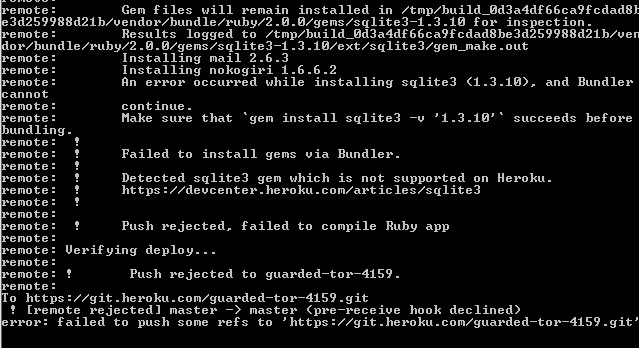 remote:        Gem files will remain installed in /tmp/build_0d3a4df66ca9fcdad8b
e3d259988d21b/vendor/bundle/ruby/2.0.0/gems/sqlite3-1.3.10 for inspection.
remote:        Results logged to /tmp/build_0d3a4df66ca9fcdad8be3d259988d21b/ven
dor/bundle/ruby/2.0.0/gems/sqlite3-1.3.10/ext/sqlite3/gem_make.out
remote:        Installing mail 2.6.3
remote:        Installing nokogiri 1.6.6.2
remote:        An error occurred while installing sqlite3 (1.3.10), and Bundler
cannot
remote:        continue.
remote:        Make sure that `gem install sqlite3 -v '1.3.10'` succeeds before
bundling.
remote:  !
remote:  !     Failed to install gems via Bundler.
remote:  !
remote:  !     Detected sqlite3 gem which is not supported on Heroku.
remote:  !     https://devcenter.heroku.com/articles/sqlite3
remote:  !
remote:
remote:  !     Push rejected, failed to compile Ruby app
remote:
remote: Verifying deploy...
remote:
remote: !       Push rejected to guarded-tor-4159.
remote:
To https://git.heroku.com/guarded-tor-4159.git
 ! [remote rejected] master -> master (pre-receive hook declined)
error: failed to push some refs to 'https://git.heroku.com/guarded-tor-4159.git'